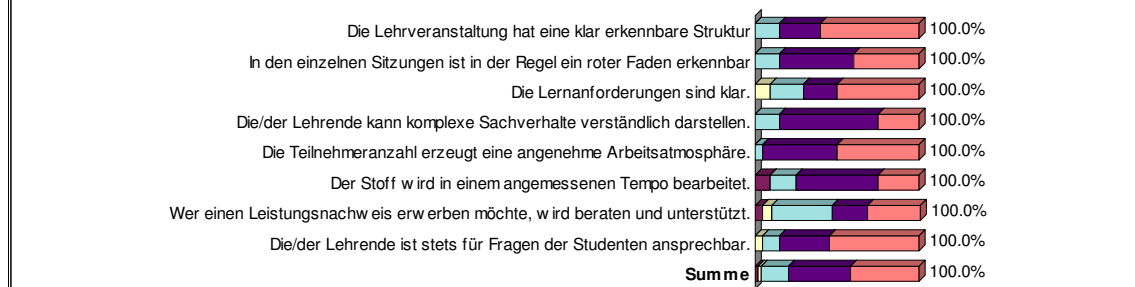 Die Lehrveranstaltung hat eine klar erkennbare Struktur 100.0%
In den einzelnen Sitzungen ist in der Regel ein roter Faden erkennbar 100.0%
Die Lernanforderungen sind klar. 100.0%
Die/der Lehrende kann komplexe Sachverhalte verständlich darstellen. 100.0%
Die Teilnehmeranzahl erzeugt eine angenehme Arbeitsatmosphäre. 100.0%
Der Stoff wird in einem angemessenen Tempo bearbeitet. 100.0%
Wer einen Leistungsnachweis erwerben möchte, wird beraten und unterstützt. 100.0%
Die/der Lehrende ist stets für Fragen der Studenten ansprechbar. 100.0%
Summe 100.0%